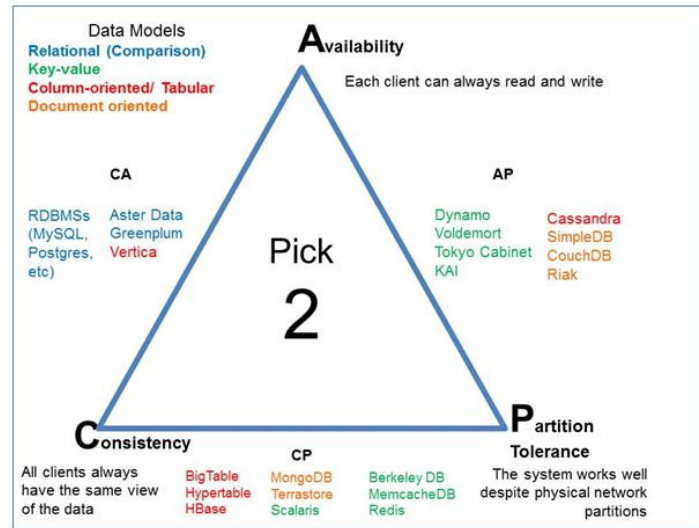 Data Models
Relational (Comparison)
Key-value
Column-oriented/ Tabular
Document oriented
Availability
Each client can always read and write
CA
RDBMSs
(MySQL,
Postgres,
etc)
Aster Data
Greenplum
Vertica
Pick
2
AP
Dynamo
Voldemort
Tokyo Cabinet
KAI
Cassandra
SimpleDB
CouchDB
Riak
Consistency
All clients always
have the same view
of the data
CP
BigTable
Hypertable
HBase
MongoDB
Terrastore
Scalaris
Berkeley DB
MemcacheDB
Redis
Partition
Tolerance
The system works well
despite physical network
partitions